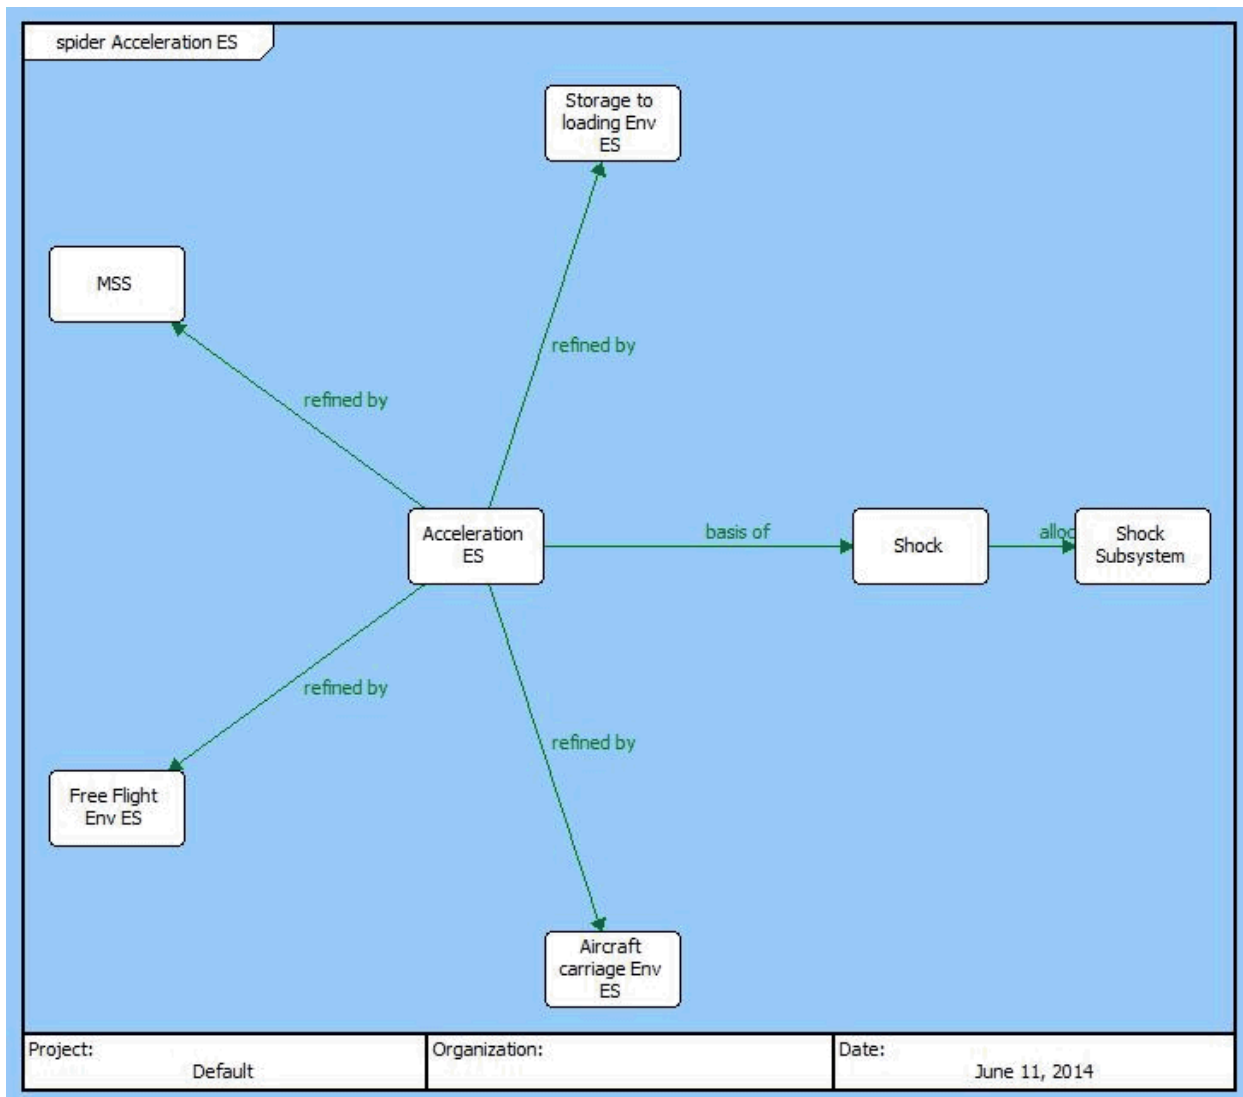 spider Acceleration ES
Storage to
loading Env
ES
MSS
refined by
refined by
Acceleration
ES
basis of
Shock
Shock
Subsystem
refined by
refined by
Free Flight
Env ES
Aircraft
carriage Env
ES
Project:
Default
Organization:
Date:
June 11, 2014